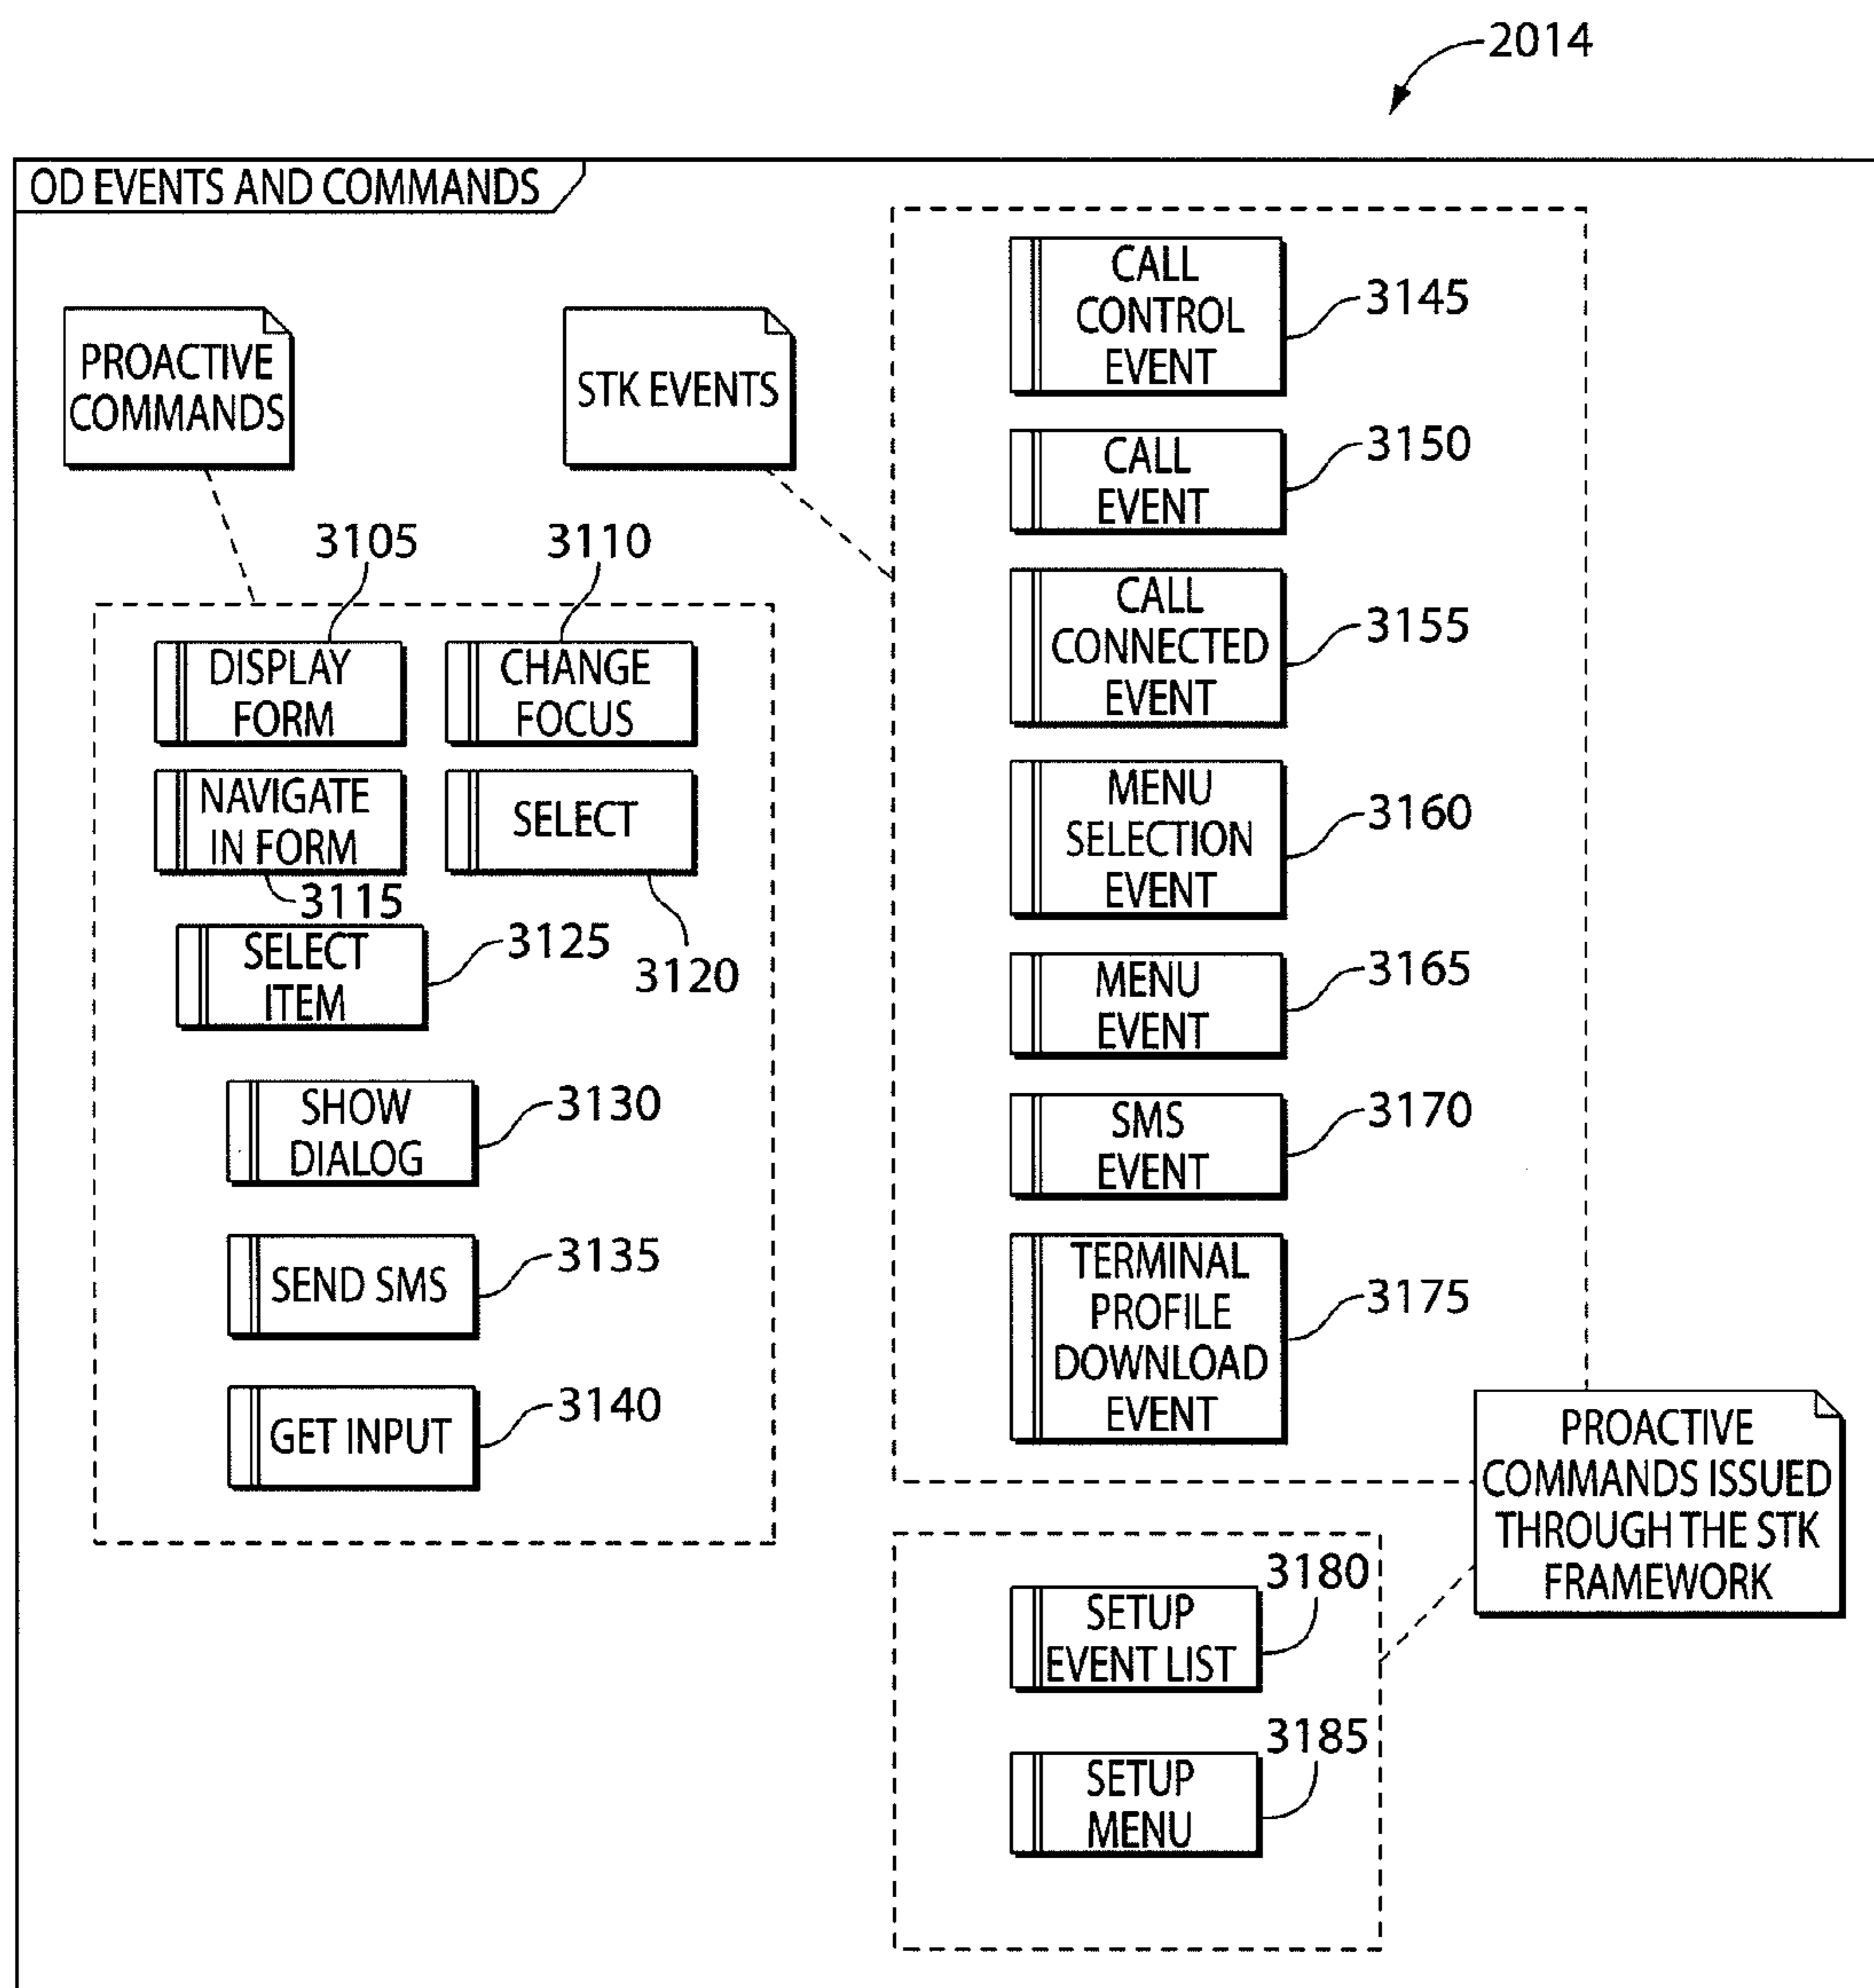 2014
OD EVENTS AND COMMANDS
PROACTIVE
COMMANDS
STK EVENTS
3105
3110
DISPLAY
FORM
CHANGE
FOCUS
NAVIGATE
IN FORM
SELECT
3115
3120
SELECT
ITEM
3125
SHOW
DIALOG
3130
SEND SMS
3135
GET INPUT
3140
CALL
CONTROL
EVENT
3145
CALL
EVENT
3150
CALL
CONNECTED
EVENT
3155
MENU
SELECTION
EVENT
3160
MENU
EVENT
3165
SMS
EVENT
3170
TERMINAL
PROFILE
DOWNLOAD
EVENT
3175
PROACTIVE
COMMANDS ISSUED
THROUGH THE STK
FRAMEWORK
3180
SETUP
EVENT LIST
3185
SETUP
MENU